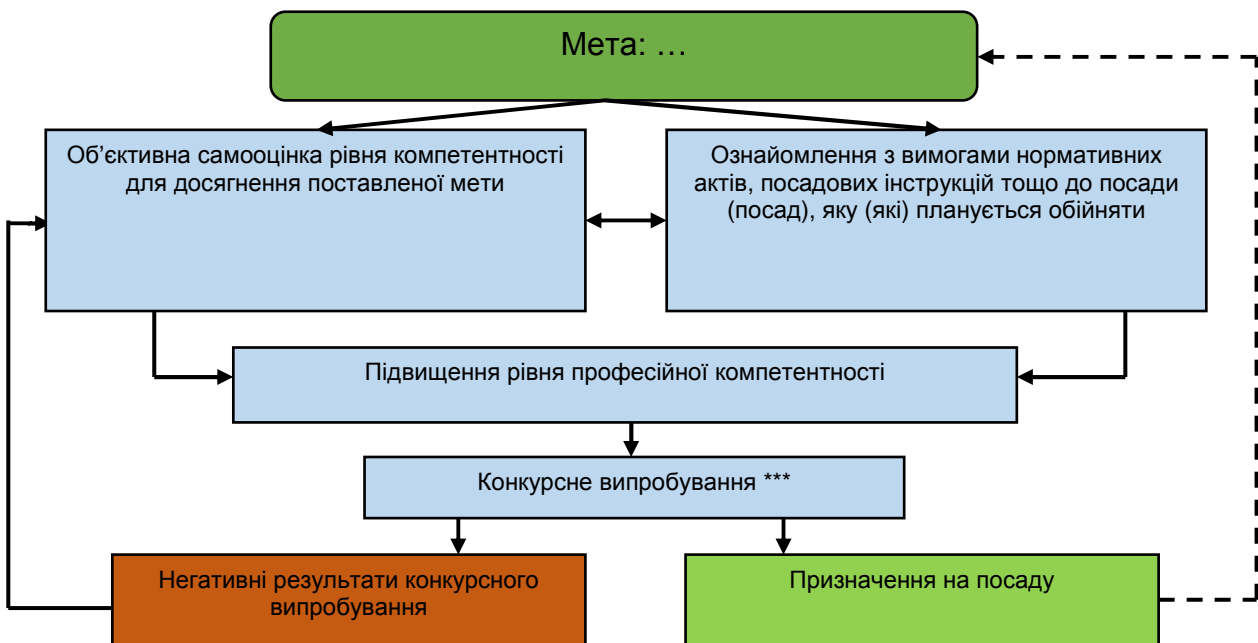 Мета: …
Об’єктивна самооцінка рівня компетентності
для досягнення поставленої мети
Ознайомлення з вимогами нормативних
актів, посадових інструкцій тощо до посади
(посад), яку (які) планується обійняти
Підвищення рівня професійної компетентності
Конкурсне випробування ***
Негативні результати конкурсного
випробування
Призначення на посаду